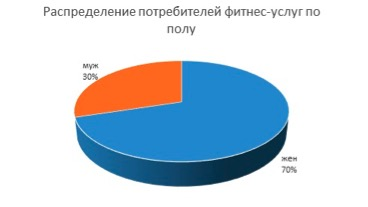 Распределение потребителей фитнес-услуг по
полу
муж
30%
жен
70%